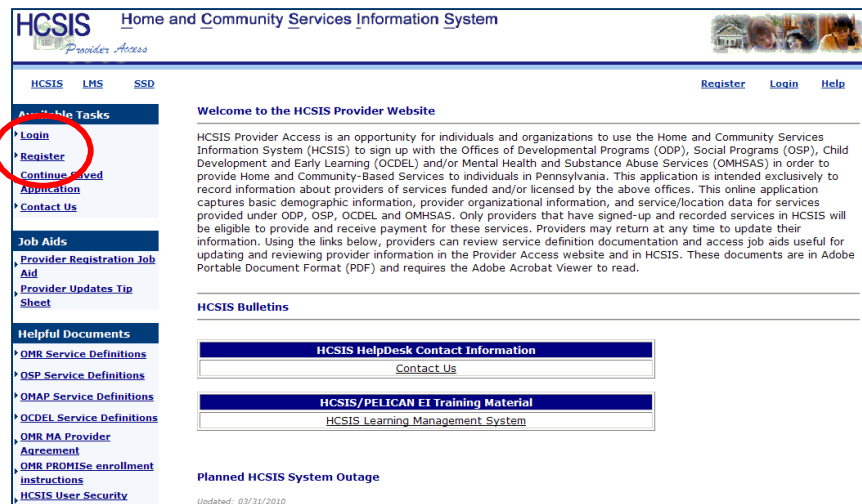 HCSIS Home and Community Services Information System
Provider Access
HCSIS LMS SSD Register Login Help
Available Tasks
Login
Register
Continue Saved
Application
Contact Us
Job Aids
Provider Registration Job
Aid
Provider Updates Tip
Sheet
Helpful Documents
OMR Service Definitions
OSP Service Definitions
OMAP Service Definitions
OCDEL Service Definitions
OMR MA Provider
Agreement
OMR PROMISe enrollment
instructions
HCSIS User Security
Welcome to the HCSIS Provider Website
HCSIS Provider Access is an opportunity for individuals and organizations to use the Home and Community Services
Information System (HCSIS) to sign up with the Offices of Developmental Programs (ODP), Social Programs (OSP), Child
Development and Early Learning (OCDEL) and/or Mental Health and Substance Abuse Services (OMHSAS) in order to
provide Home and Community-Based Services to individuals in Pennsylvania. This application is intended exclusively to
record information about providers of services funded and/or licensed by the above offices. This online application
captures basic demographic information, provider organizational information, and service/location data for services
provided under ODP, OSP, OCDEL and OMHSAS. Only providers that have signed-up and recorded services in HCSIS will
be eligible to provide and receive payment for these services. Providers may return at any time to update their
information. Using the links below, providers can review service definition documentation and access job aids useful for
updating and reviewing provider information in the Provider Access website and in HCSIS. These documents are in Adobe
Portable Document Format (PDF) and requires the Adobe Acrobat Viewer to read.
HCSIS Bulletins
HCSIS HelpDesk Contact Information
Contact Us
HCSIS/PELICAN EI Training Material
HCSIS Learning Management System
Planned HCSIS System Outage
Updated: 03/31/2010